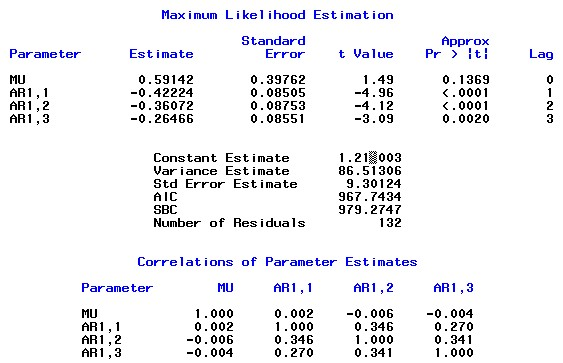 Maximum Likelihood Estimation
Standard Approx
Parameter Estimate Error t Value Pr > |t| Lag
MU 0.59142 0.39762 1.49 0.1369 0
AR1,1 -0.42224 0.08505 -4.96 <.0001 1
AR1,2 -0.36072 0.08753 -4.12 <.0001 2
AR1,3 -0.26466 0.08551 -3.09 0.0020 3
Constant Estimate
Variance Estimate 86.51306
Std Error Estimate 9.30124
AIC 967.7434
SBC 979.2747
Number of Residuals 132
Correlations of Parameter Estimates
Parameter MU AR1,1 AR1,2 AR1,3
MU 1.000 0.002 -0.006 -0.004
AR1,1 0.002 1.000 0.346 0.270
AR1,2 -0.006 0.346 1.000 0.341
AR1,3 -0.004 0.270 0.341 1.000